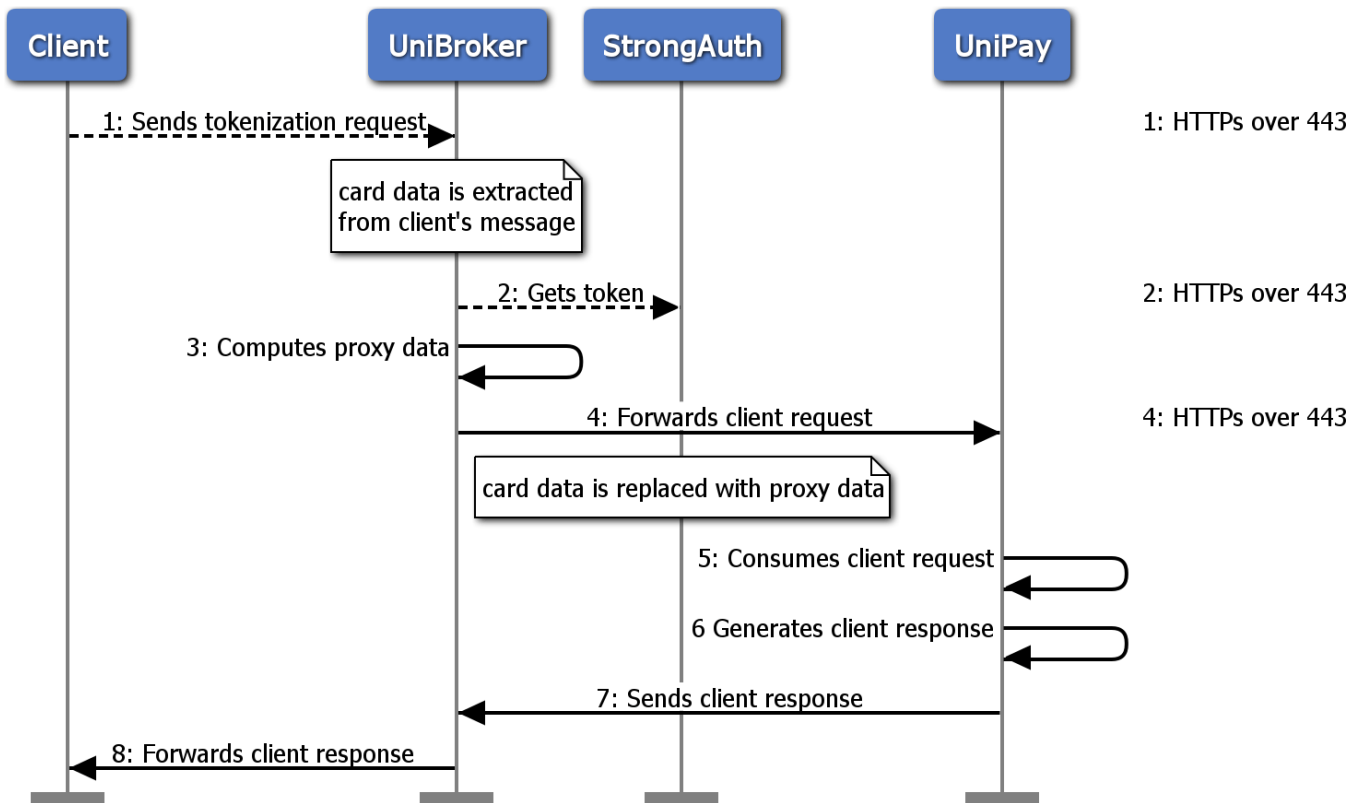 Client
UniBroker
StrongAuth
UniPay
1: Sends tokenization request
1: HTTPs over 443
card data is extracted
from client's message
2: Gets token
2: HTTPs over 443
3: Computes proxy data
4: Forwards client request
4: HTTPs over 443
card data is replaced with proxy data
5: Consumes client request
6 Generates client response
7: Sends client response
8: Forwards client response